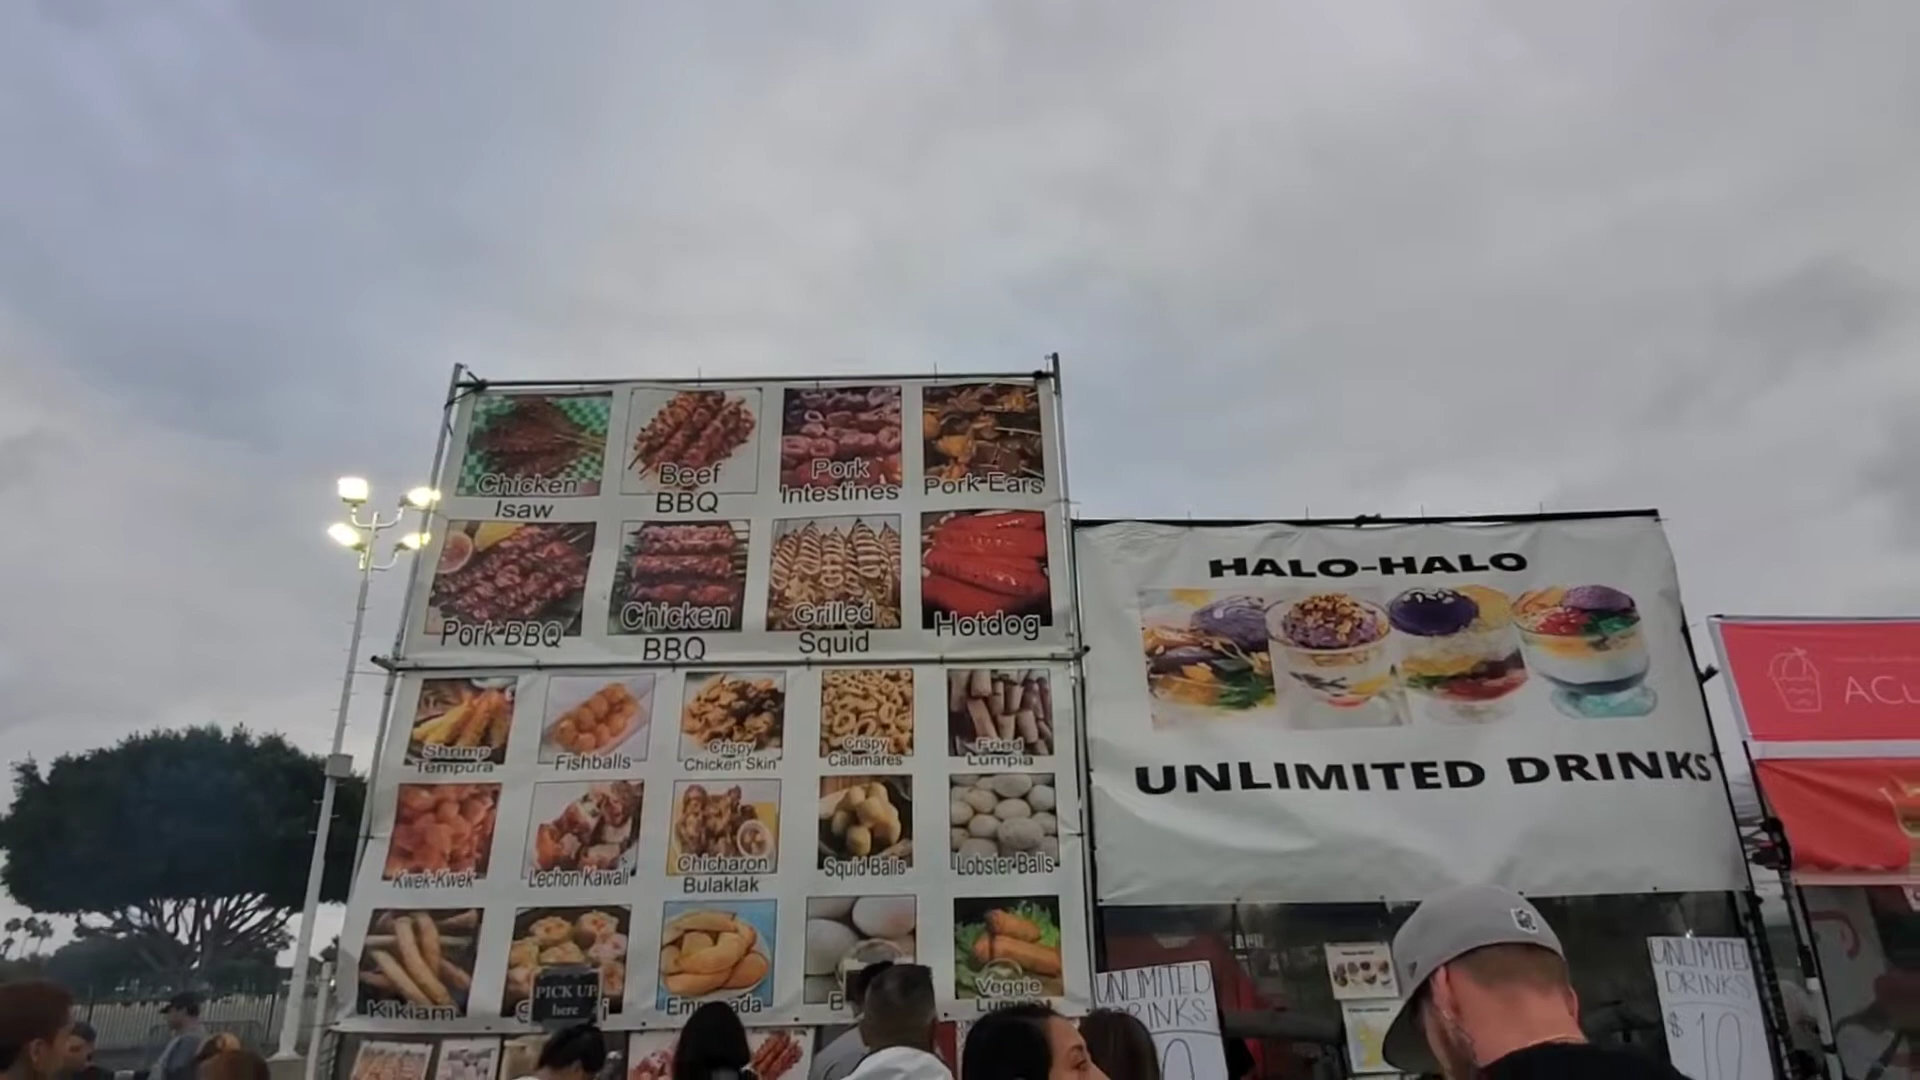 Chicken
Isaw
Beef
BBQ
Pork
Intestines
Pork Ears
Pork BBQ
Chicken
BBQ
Grilled
Squid
Hotdog
Shrimp
Tempura
Fishballs
Crispy
Chicken Skin
Crispy
Calamares
Fried
Lumpia
Kwek-Kwek
Lechon Kawali
Chicharon
Bulaklak
Squid Balls
Lobster Balls
Kikiam
PICK UP
here
Veggie
Lumpia
HALO-HALO
UNLIMITED DRINKS
UNLIMITED
DRINKS
UNLIMITED
DRINKS
$10